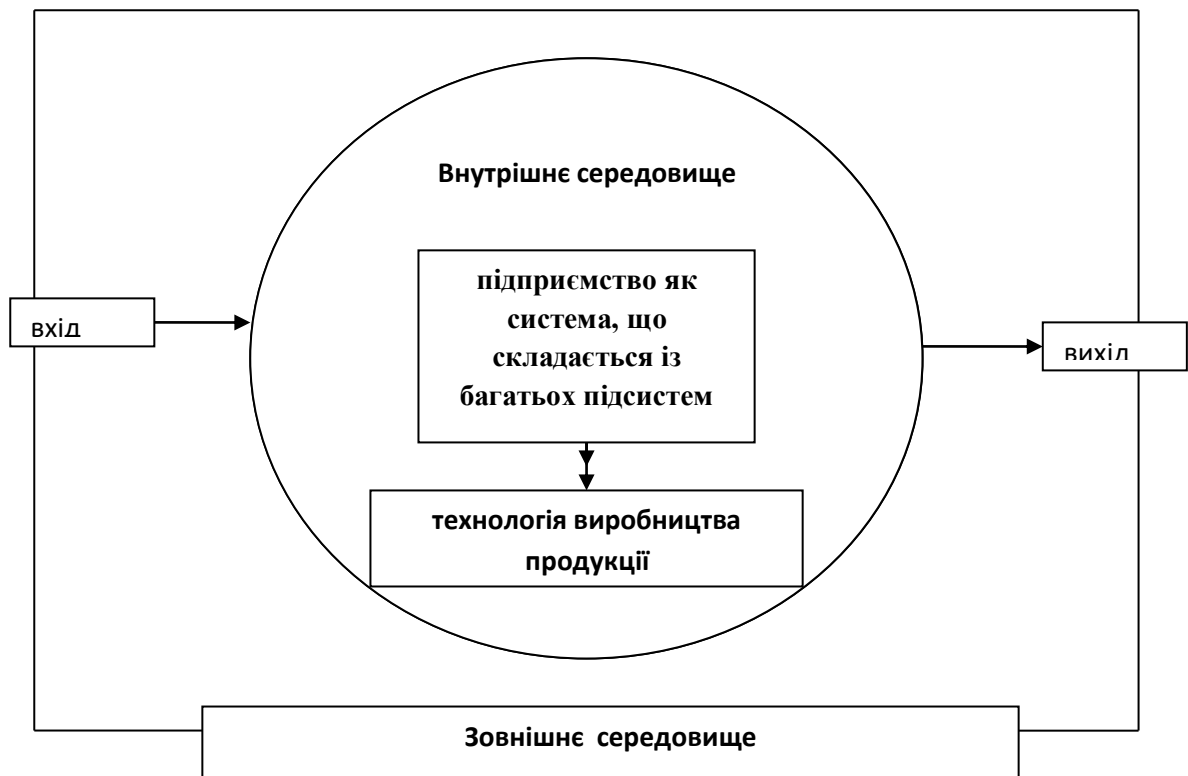 Внутрішнє середовище
підприємство як
система, що
складається із
багатьох підсистем
вхід
вихід
технологія виробництва
продукції
Зовнішнє середовище